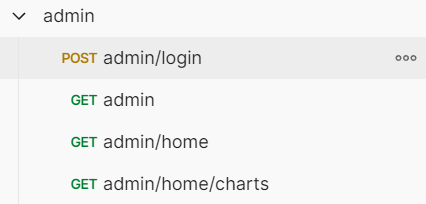 admin
POST admin/login
GET admin
GET admin/home
GET admin/home/charts